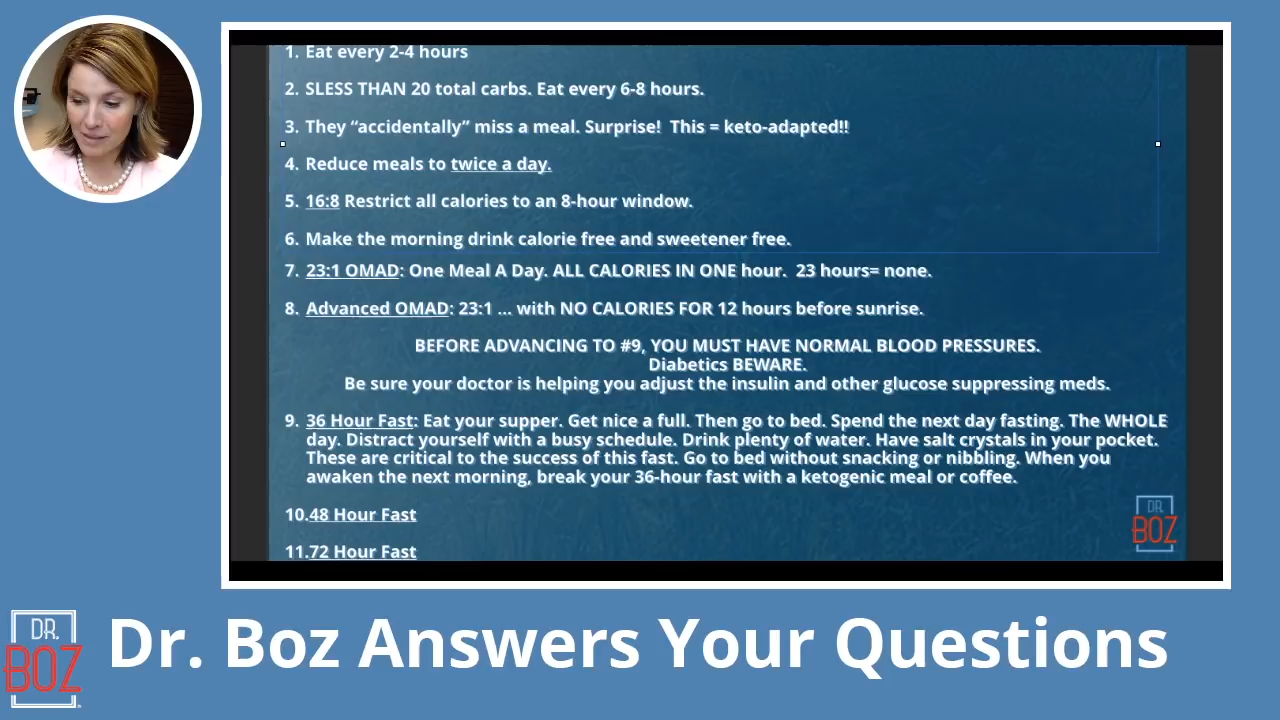 1. Eat every 2-4 hours
2. SLESS THAN 20 total carbs. Eat every 6-8 hours.
3. They “accidentally” miss a meal. Surprise!  This = keto-adapted!!
4. Reduce meals to twice a day.
5. 16:8 Restrict all calories to an 8-hour window.
6. Make the morning drink calorie free and sweetener free.
7. 23:1 OMAD: One Meal A Day. ALL CALORIES IN ONE hour.  23 hours= none.
8. Advanced OMAD: 23:1 ... with NO CALORIES FOR 12 hours before sunrise.
BEFORE ADVANCING TO #9, YOU MUST HAVE NORMAL BLOOD PRESSURES.
Diabetics BEWARE.
Be sure your doctor is helping you adjust the insulin and other glucose suppressing meds.
9. 36 Hour Fast: Eat your supper. Get nice a full. Then go to bed. Spend the next day fasting. The WHOLE
day. Distract yourself with a busy schedule. Drink plenty of water. Have salt crystals in your pocket.
These are critical to the success of this fast. Go to bed without snacking or nibbling. When you
awaken the next morning, break your 36-hour fast with a ketogenic meal or coffee.
10.48 Hour Fast
11.72 Hour Fast
DR.
BOZ
DR.
BOZ
Dr. Boz Answers Your Questions